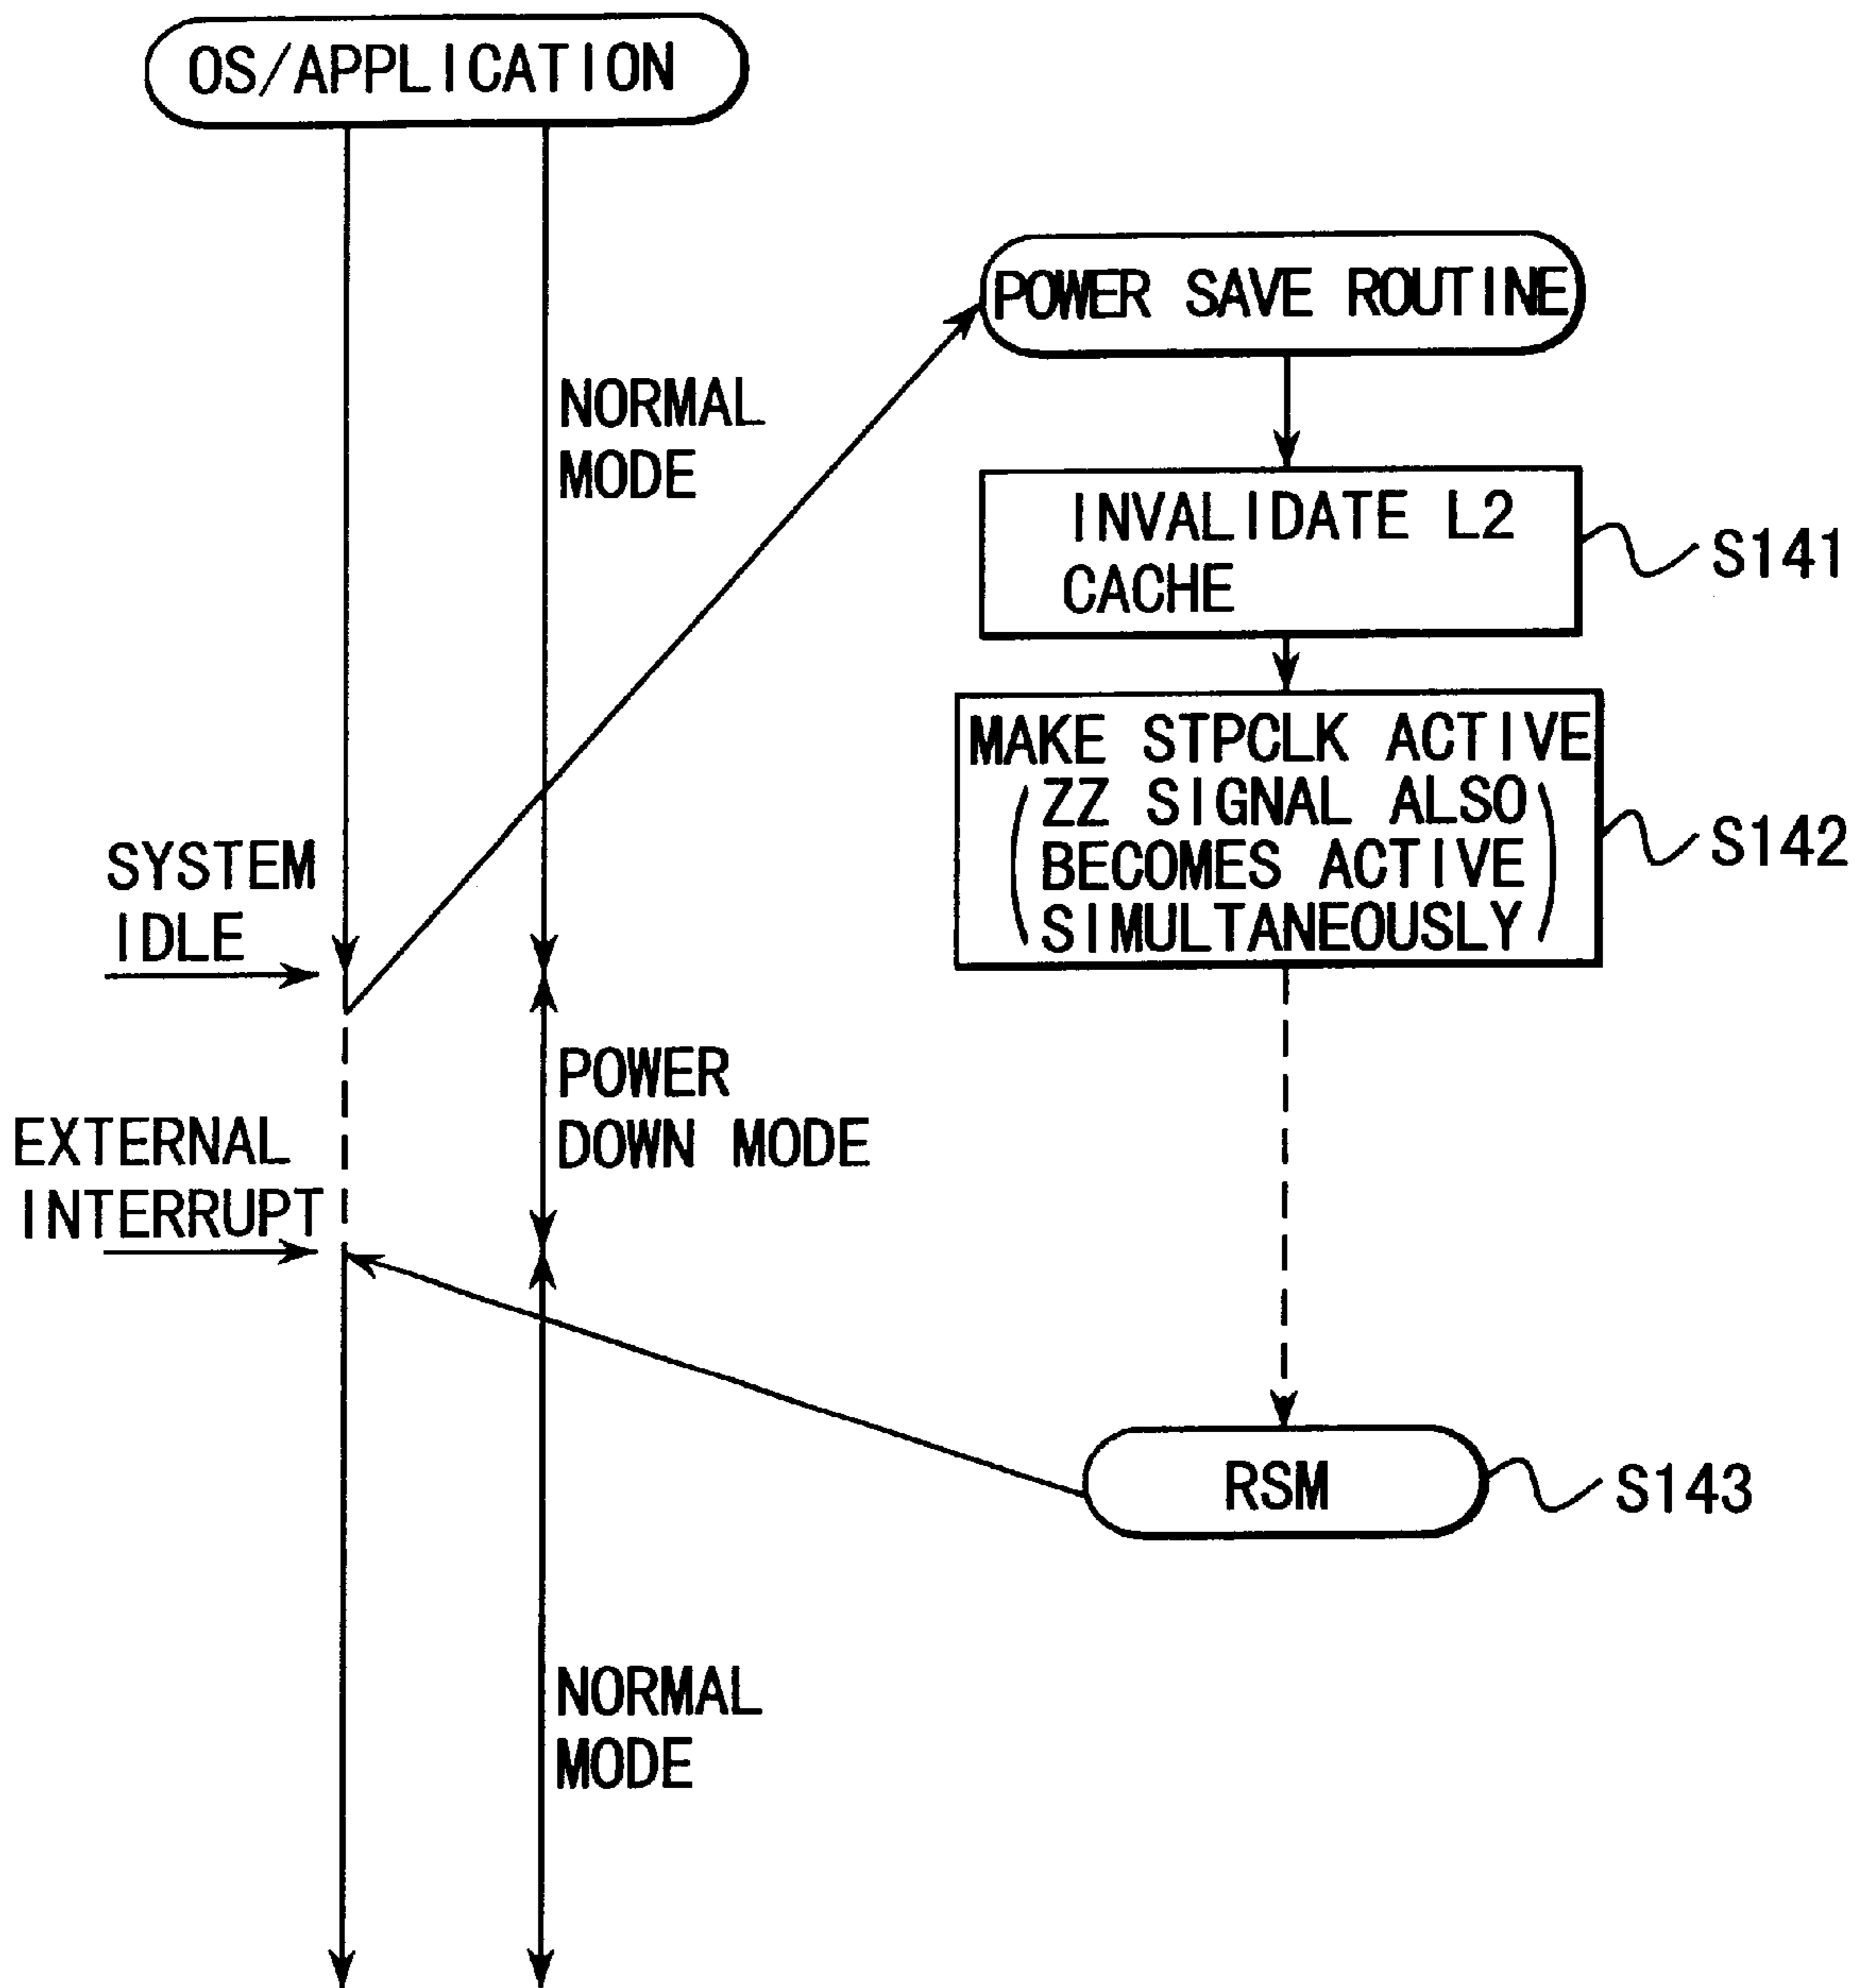 OS/APPLICATION
POWER SAVE ROUTINE
NORMAL
MODE
INVALIDATE L2
CACHE
S141
MAKE STPCLK ACTIVE
(ZZ SIGNAL ALSO
BECOMES ACTIVE
SIMULTANEOUSLY)
S142
SYSTEM
IDLE
POWER
DOWN MODE
EXTERNAL
INTERRUPT
RSM
S143
NORMAL
MODE